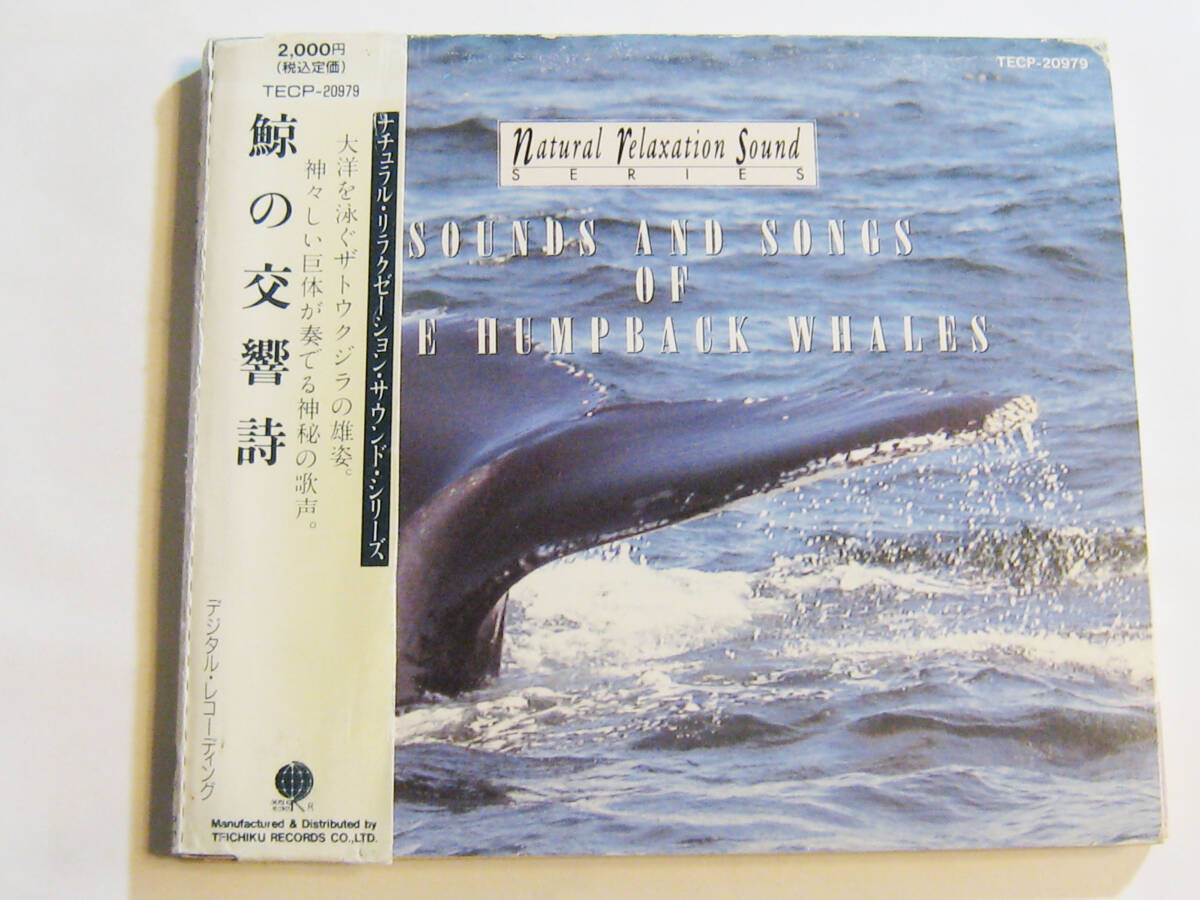 2,000円
(税込定価)
TECP-20979
鯨の交響詩
ナチュラル・リラクゼーション・サウンド・シリーズ
大洋を泳ぐザトウクジラの雄姿。
神々しい巨体が奏でる神秘の歌声。
デジタル・レコーディング
R
Manufactured & Distributed by
TEICHIKU RECORDS CO.,LTD.
TECP-20979
Natural Relaxation Sound
SERIES
SOUNDS AND SONGS
OF
E HUMPBACK WHALES